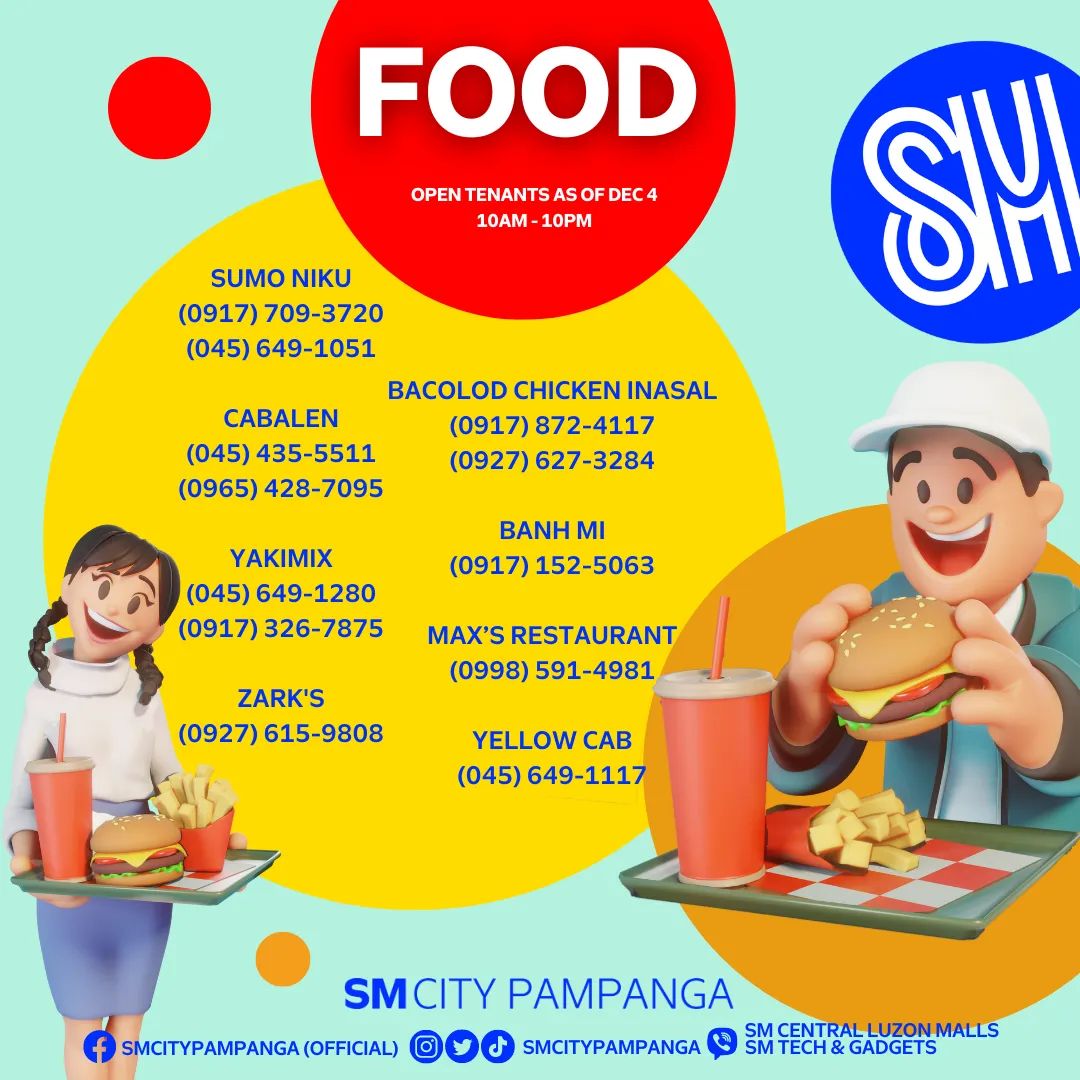 FOOD
OPEN TENANTS AS OF DEC 4
10AM - 10PM
SM
SUMO NIKU
(0917) 709-3720
(045) 649-1051
CABALEN
(045) 435-5511
(0965) 428-7095
YAKIMIX
(045) 649-1280
(0917) 326-7875
ZARK'S
(0927) 615-9808
BACOLOD CHICKEN INASAL
(0917) 872-4117
(0927) 627-3284
BANH MI
(0917) 152-5063
MAX’S RESTAURANT
(0998) 591-4981
YELLOW CAB
(045) 649-1117
SM CITY PAMPANGA
SMCITYPAMPANGA (OFFICIAL)
SMCITYPAMPANGA
SM CENTRAL LUZON MALLS
SM TECH & GADGETS